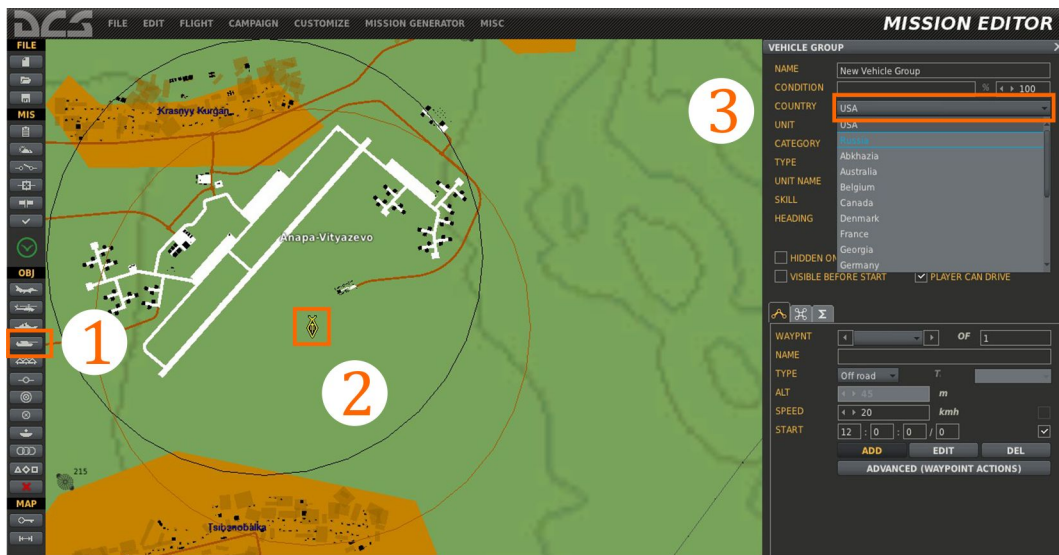 DCS FILE EDIT FLIGHT CAMPAIGN CUSTOMIZE MISSION GENERATOR MISC MISSION EDITOR
FILE
MIS
OBJ
MAP
Krasnyy Kurgan
Anapa-Vityazevo
1
2
3
215
Tsibanobalka
VEHICLE GROUP
NAME New Vehicle Group
CONDITION % 100
COUNTRY USA
UNIT USA
Russia
CATEGORY Abkhazia
TYPE Australia
UNIT NAME Belgium
SKILL Canada
HEADING Denmark
France
Georgia
HIDDEN ON Germany
VISIBLE BEFORE START PLAYER CAN DRIVE
Σ
WAYPNT OF 1
NAME
TYPE Off road T.
ALT 45 m
SPEED 20 kmh
START 12 : 0 : 0 / 0
ADD EDIT DEL
ADVANCED (WAYPOINT ACTIONS)